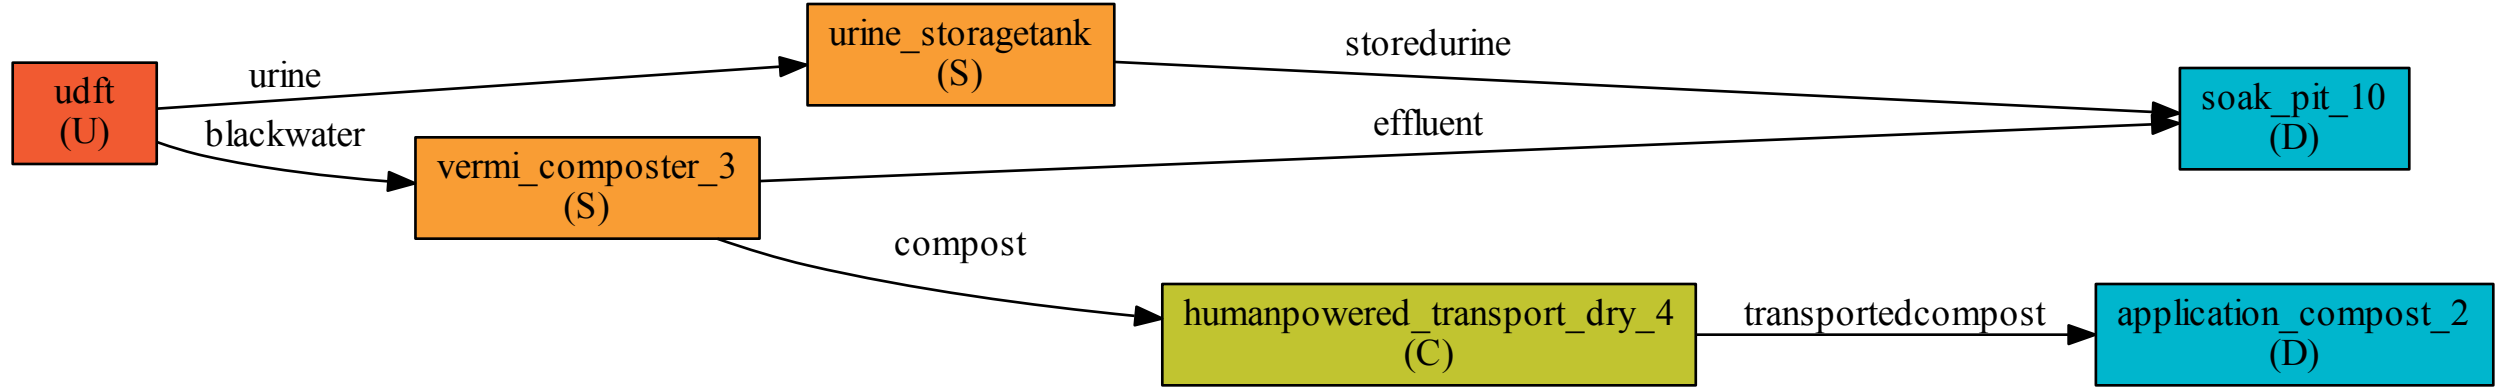 udft
(U)
urine
blackwater
urine_storagetank
(S)
vermi_composter_3
(S)
storedurine
effluent
compost
soak_pit_10
(D)
humanpowered_transport_dry_4
(C)
transportedcompost
application_compost_2
(D)